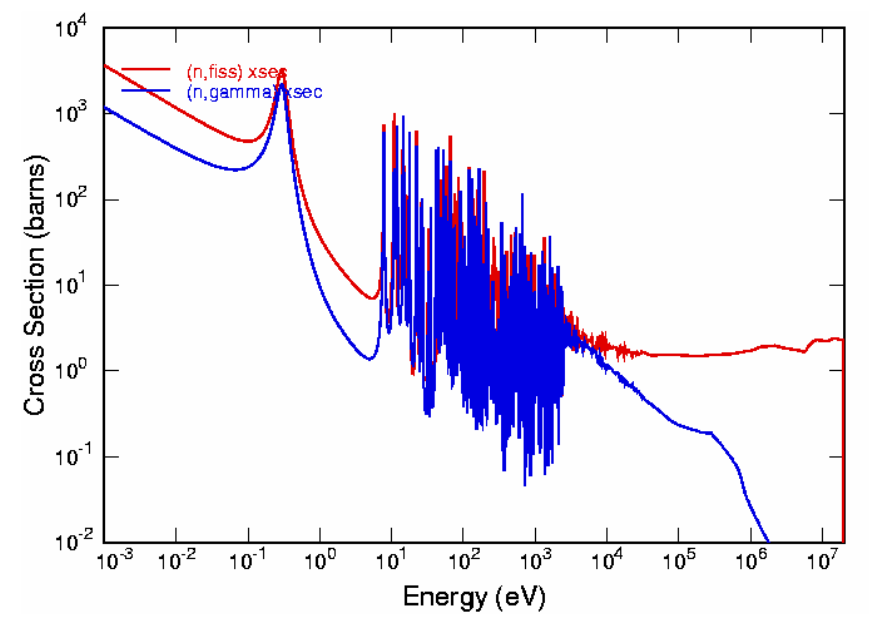 10^4
10^3
10^2
10^1
10^0
10^-1
10^-2
Cross Section (barns)
(n,fiss) xsec
(n,gamma) xsec
10^-3 10^-2 10^-1 10^0 10^1 10^2 10^3 10^4 10^5 10^6 10^7
Energy (eV)